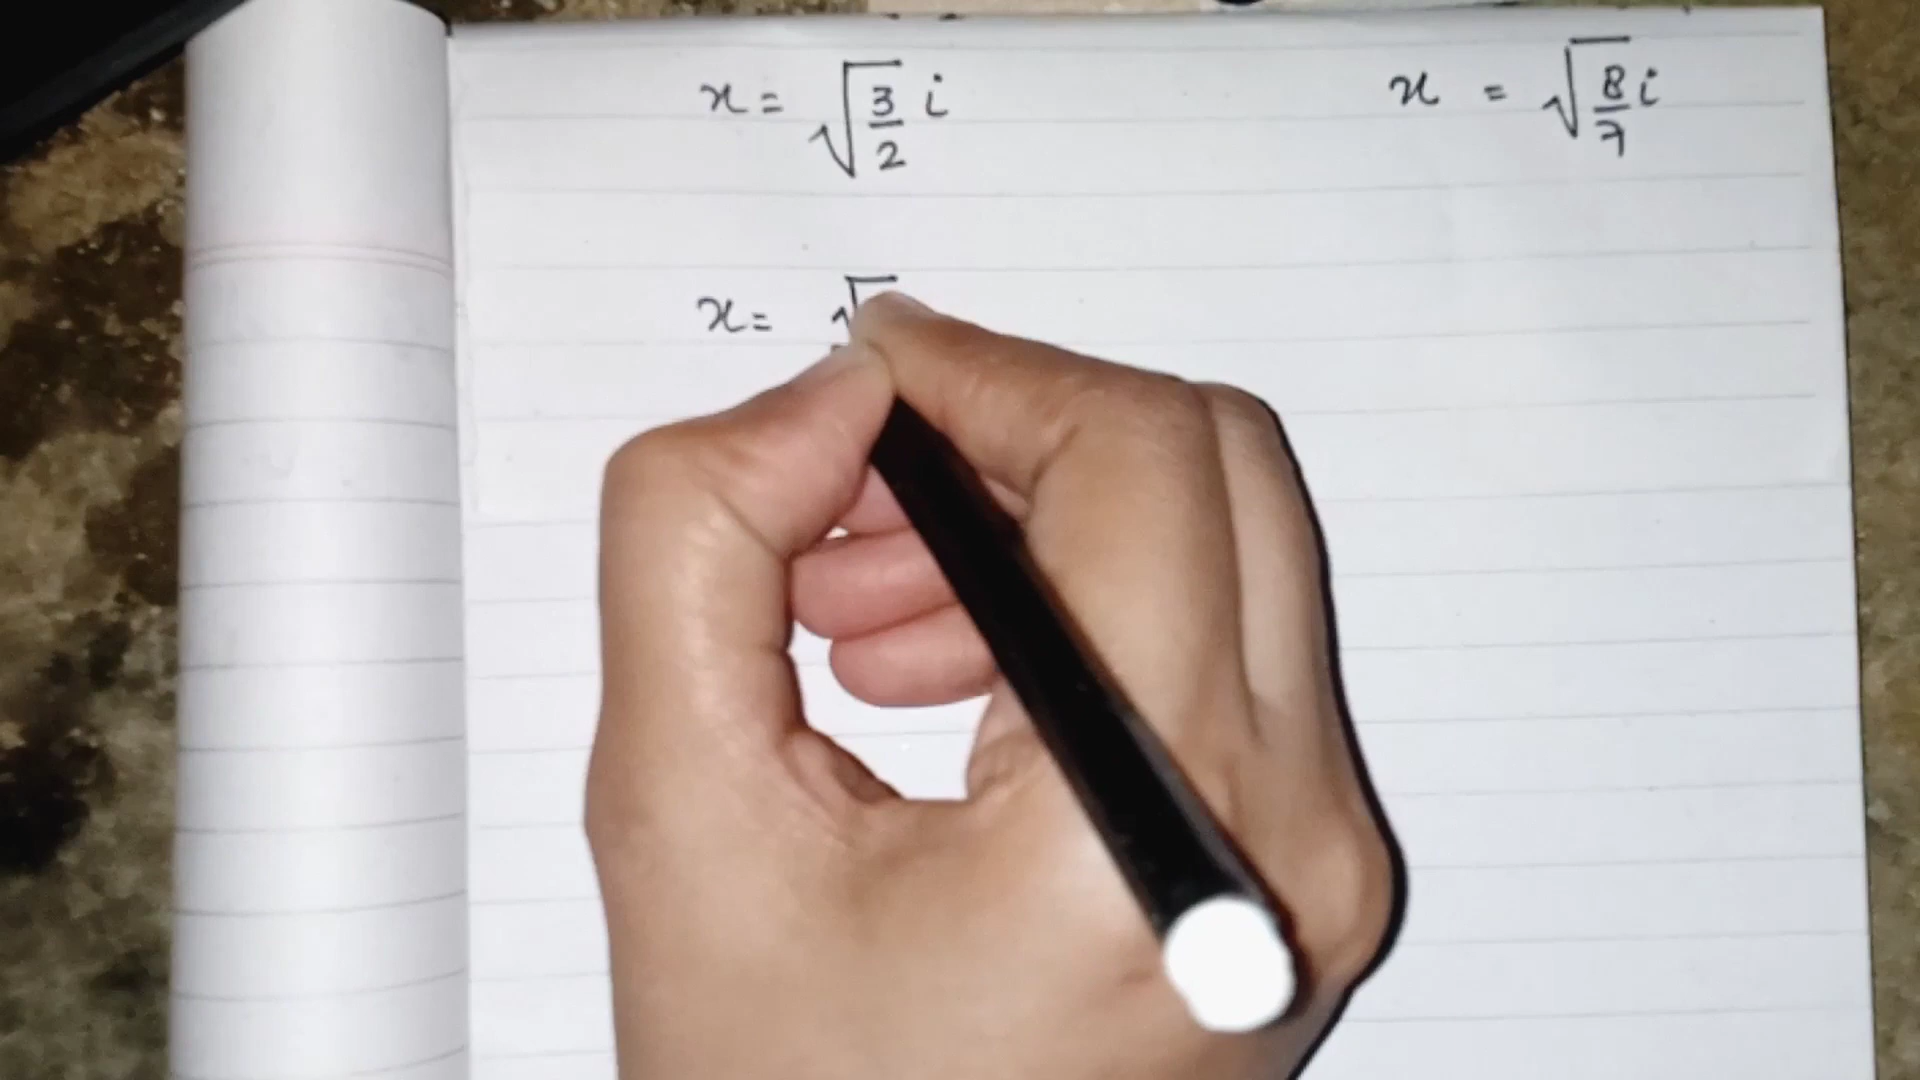 x = √3/2 i
x = √8/7 i
x = √